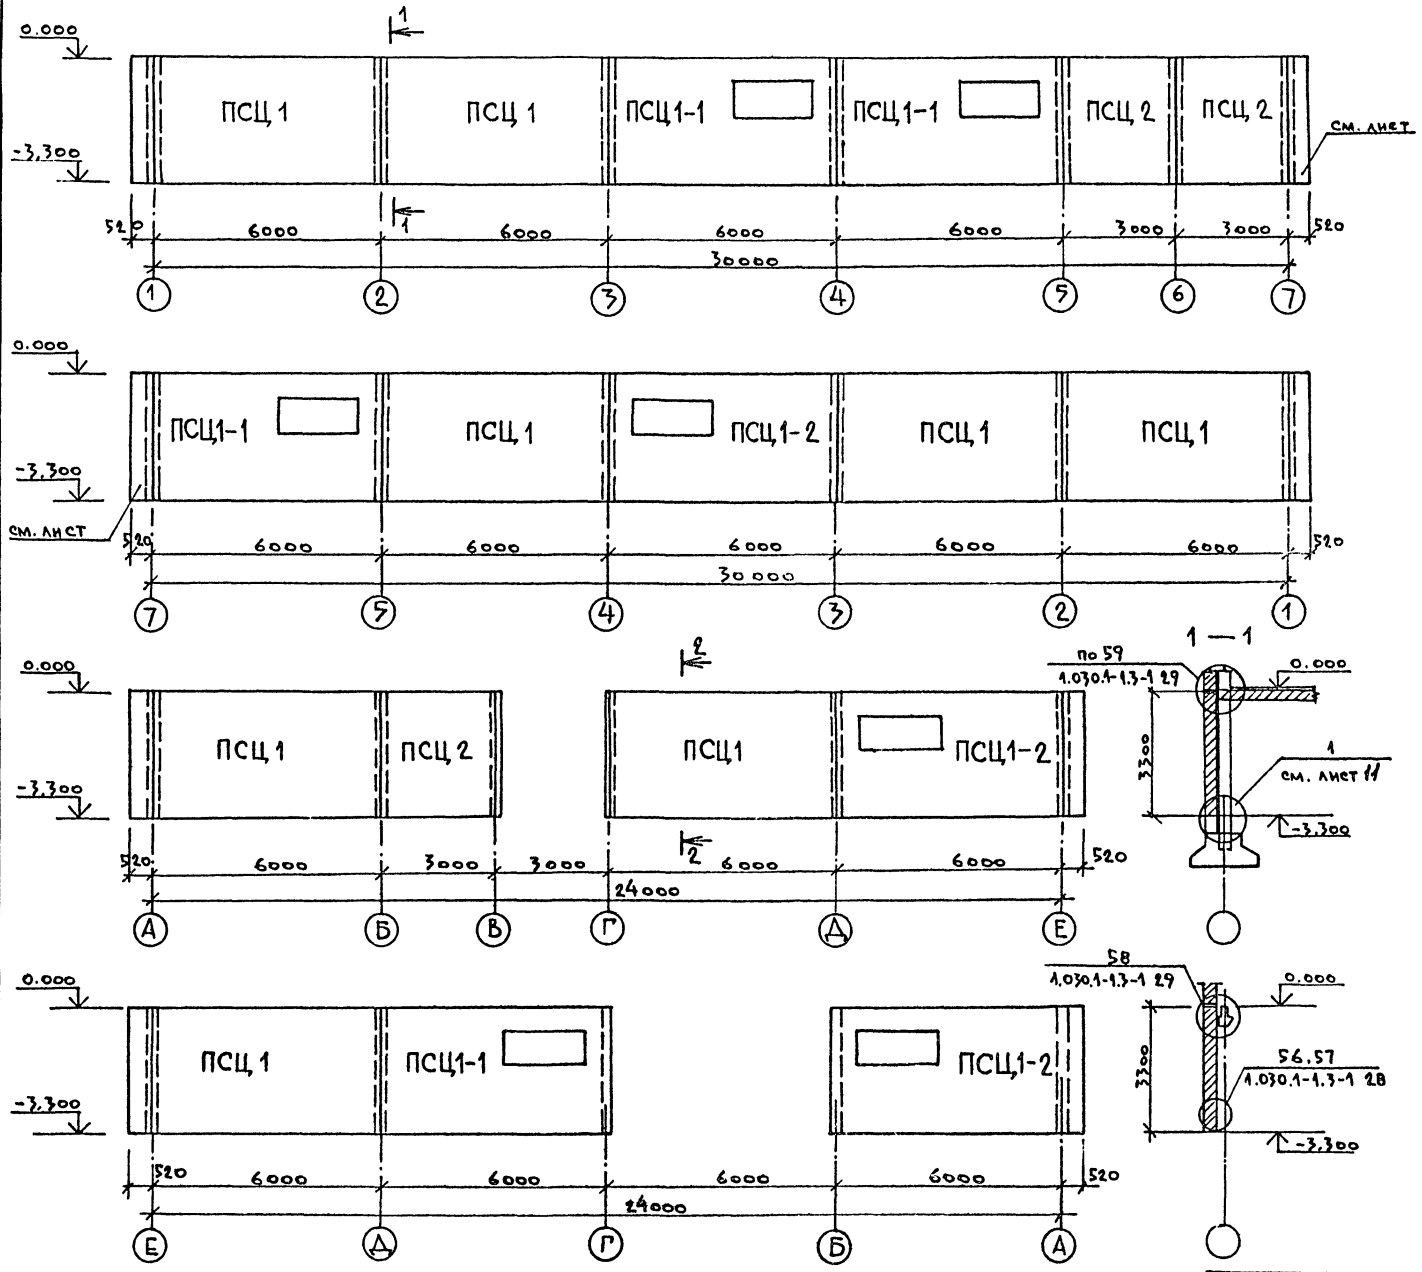 1
0.000
ПСЦ 1
ПСЦ 1
ПСЦ1-1
ПСЦ1-1
ПСЦ 2
ПСЦ 2
-3,300
см. лист
1
520
6000
6000
6000
6000
3000
3000
520
30000
1
2
3
4
5
6
7
0.000
ПСЦ1-1
ПСЦ 1
ПСЦ1-2
ПСЦ 1
ПСЦ 1
-3,300
см. лист
520
6000
6000
6000
6000
6000
520
30000
7
5
4
3
2
1
2
0.000
ПСЦ 1
ПСЦ 2
ПСЦ1
ПСЦ1-2
-3,300
2
520
6000
3000
3000
6000
6000
520
24000
А
Б
В
Г
Д
Е
1 — 1
по 59
1.030.1-1.3-1 29
0.000
3300
1
см. лист 11
-3,300
0.000
ПСЦ 1
ПСЦ1-1
ПСЦ1-2
-3,300
520
6000
6000
6000
6000
520
24000
Е
Д
Г
Б
А
58
1.030.1-1.3-1 29
0.000
3300
56.57
1.030.1-1.3-1 28
-3,300